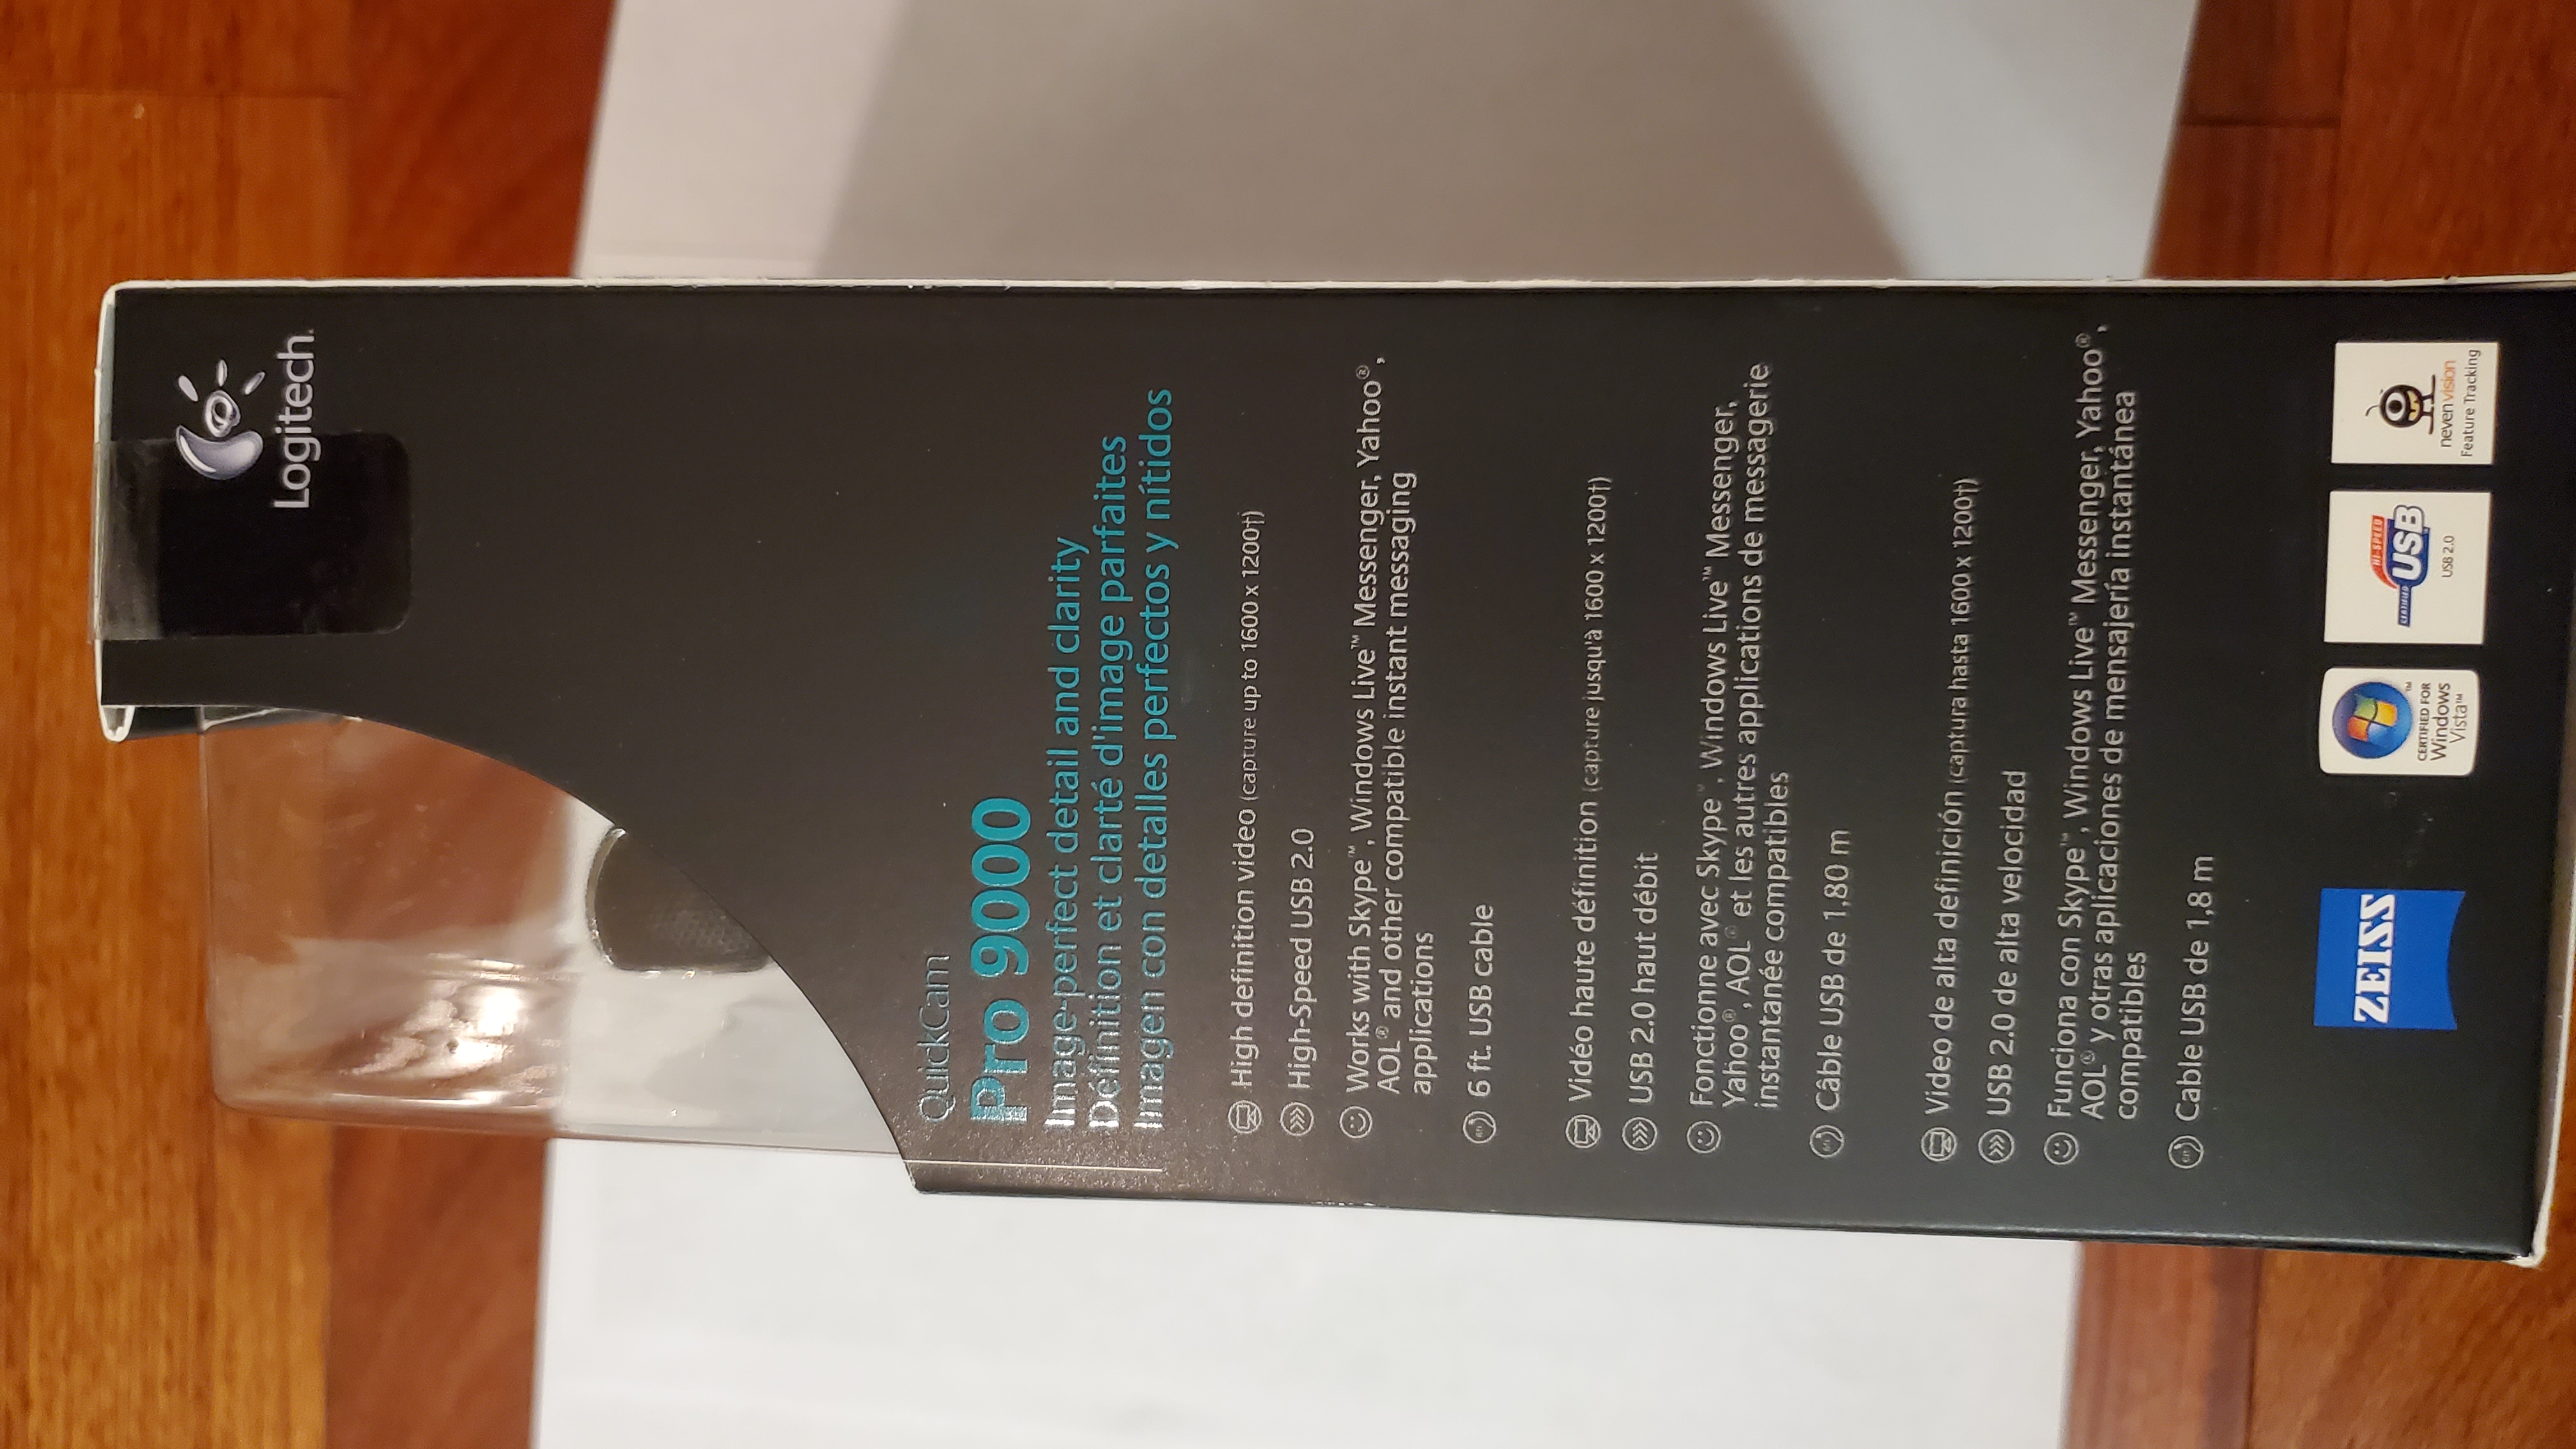 Logitech
QuickCam
Pro 9000
Image-perfect detail and clarity
Définition et clarté d'image parfaites
Imagen con detalles perfectos y nítidos
High definition video (capture up to 1600 x 1200†)
High-Speed USB 2.0
Works with Skype™, Windows Live™ Messenger, Yahoo®,
AOL® and other compatible instant messaging
applications
6 ft. USB cable
Vidéo haute définition (capture jusqu'à 1600 x 1200†)
USB 2.0 haut débit
Fonctionne avec Skype™, Windows Live™ Messenger,
Yahoo®, AOL® et les autres applications de messagerie
instantanée compatibles
Câble USB de 1,80 m
Video de alta definición (captura hasta 1600 x 1200†)
USB 2.0 de alta velocidad
Funciona con Skype™, Windows Live™ Messenger, Yahoo®,
AOL® y otras aplicaciones de mensajería instantánea
compatibles
Cable USB de 1,8 m
ZEISS
CERTIFIED FOR
Windows
Vista™
CERTIFIED
HI-SPEED
USB
USB 2.0
nevenvision
Feature Tracking